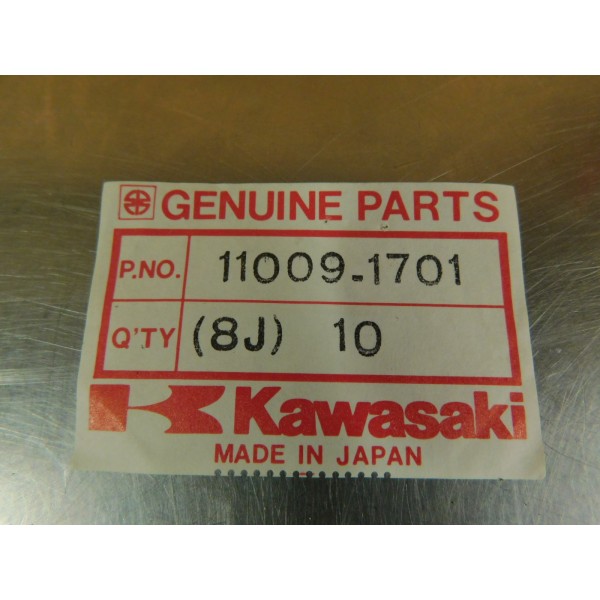 GENUINE PARTS
P.NO. 11009-1701
Q'TY (8J) 10
Kawasaki
MADE IN JAPAN